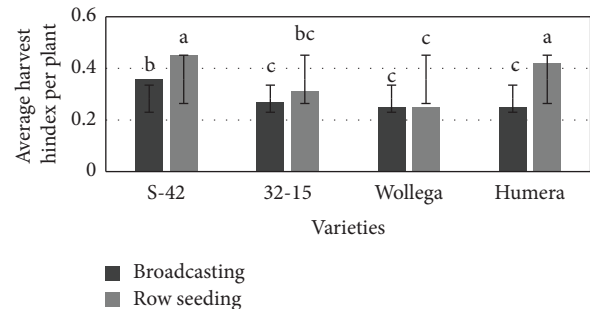 Average harvest
hindex per plant
0.6
0.4
0.2
0
b
a
c
bc
c
c
c
a
S-42
32-15
Wollega
Humera
Varieties
Broadcasting
Row seeding